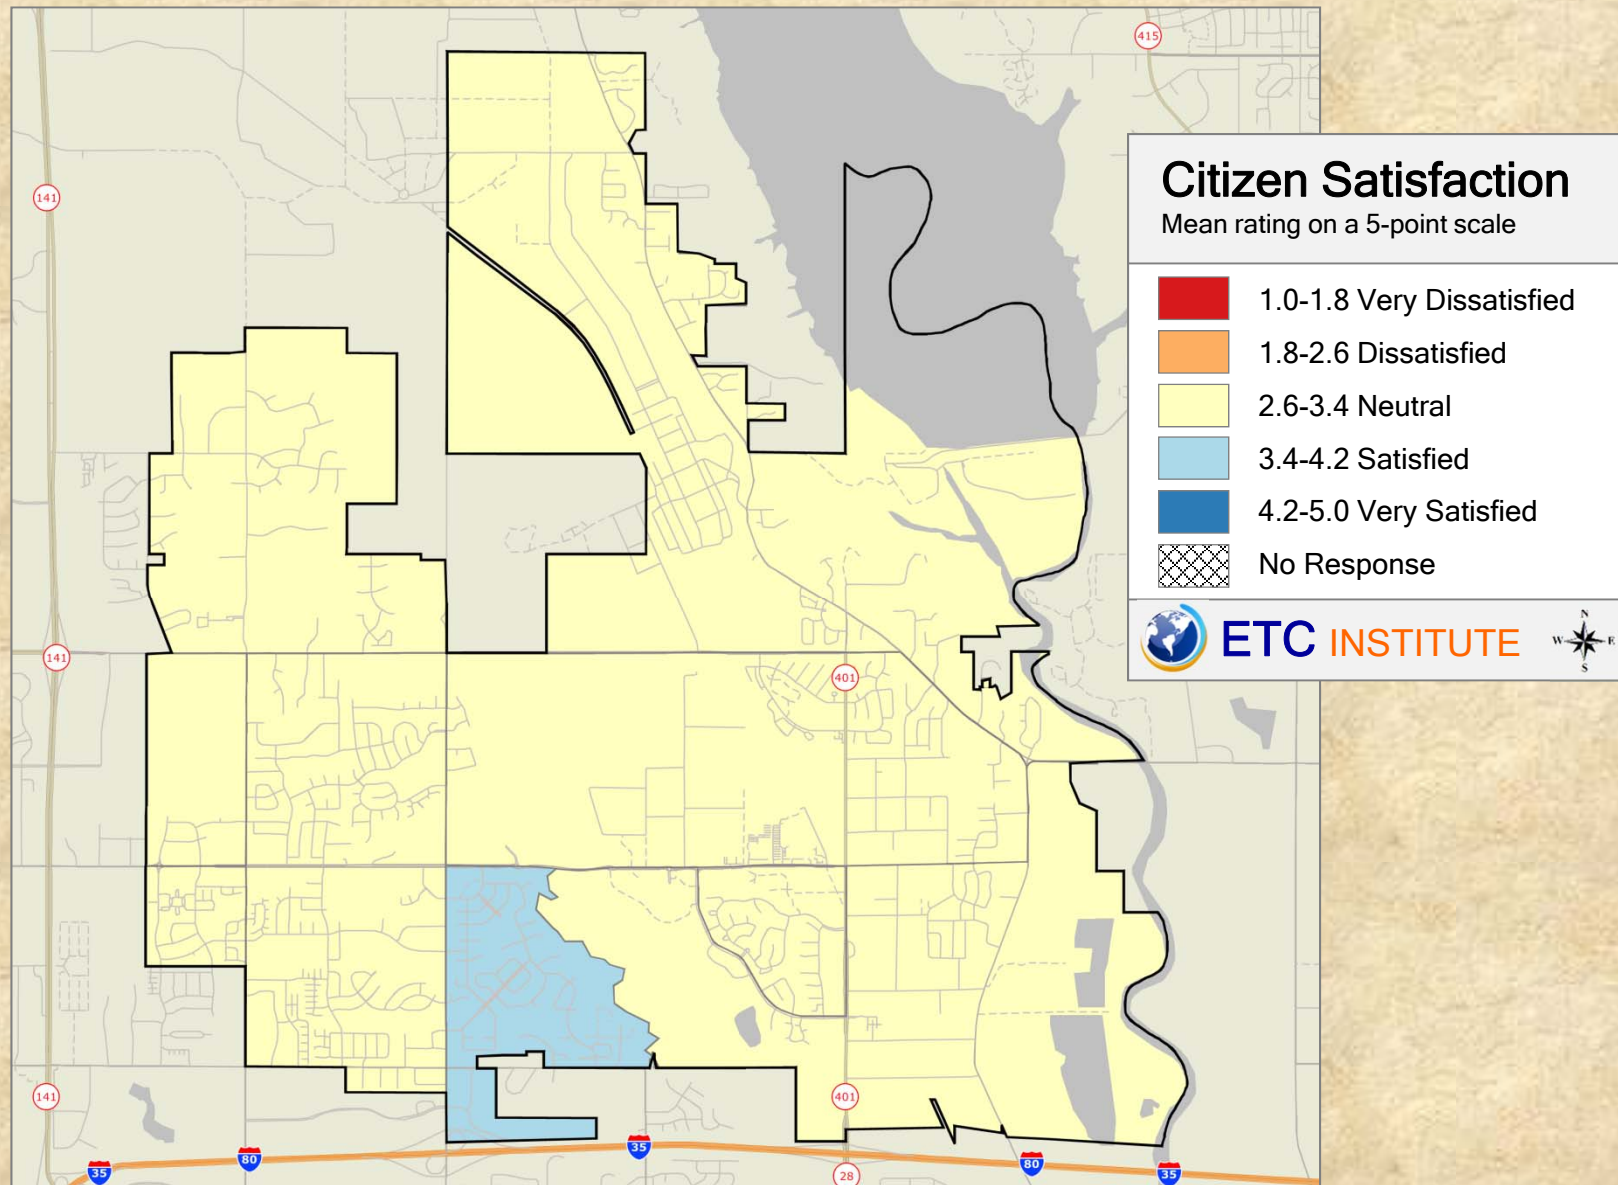 415
141
Citizen Satisfaction
Mean rating on a 5-point scale
1.0-1.8 Very Dissatisfied
1.8-2.6 Dissatisfied
2.6-3.4 Neutral
3.4-4.2 Satisfied
4.2-5.0 Very Satisfied
No Response
ETC INSTITUTE
N
W E
S
141
401
141
401
35
80
35
80
35
28